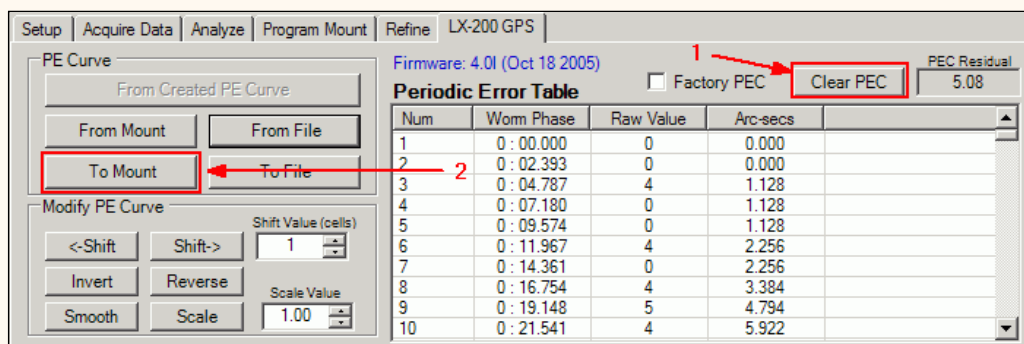 Setup Acquire Data Analyze Program Mount Refine LX-200 GPS
PE Curve
From Created PE Curve
From Mount From File
To Mount To File
Modify PE Curve
Shift Value (cells)
<-Shift Shift-> 1
Invert Reverse
Scale Value
Smooth Scale 1.00
Firmware: 4.0I (Oct 18 2005)
1
PEC Residual
Periodic Error Table Factory PEC Clear PEC 5.08
Num Worm Phase Raw Value Arc-secs
1 0 : 00.000 0 0.000
2 0 : 02.393 0 0.000
2
3 0 : 04.787 4 1.128
4 0 : 07.180 0 1.128
5 0 : 09.574 0 1.128
6 0 : 11.967 4 2.256
7 0 : 14.361 0 2.256
8 0 : 16.754 4 3.384
9 0 : 19.148 5 4.794
10 0 : 21.541 4 5.922